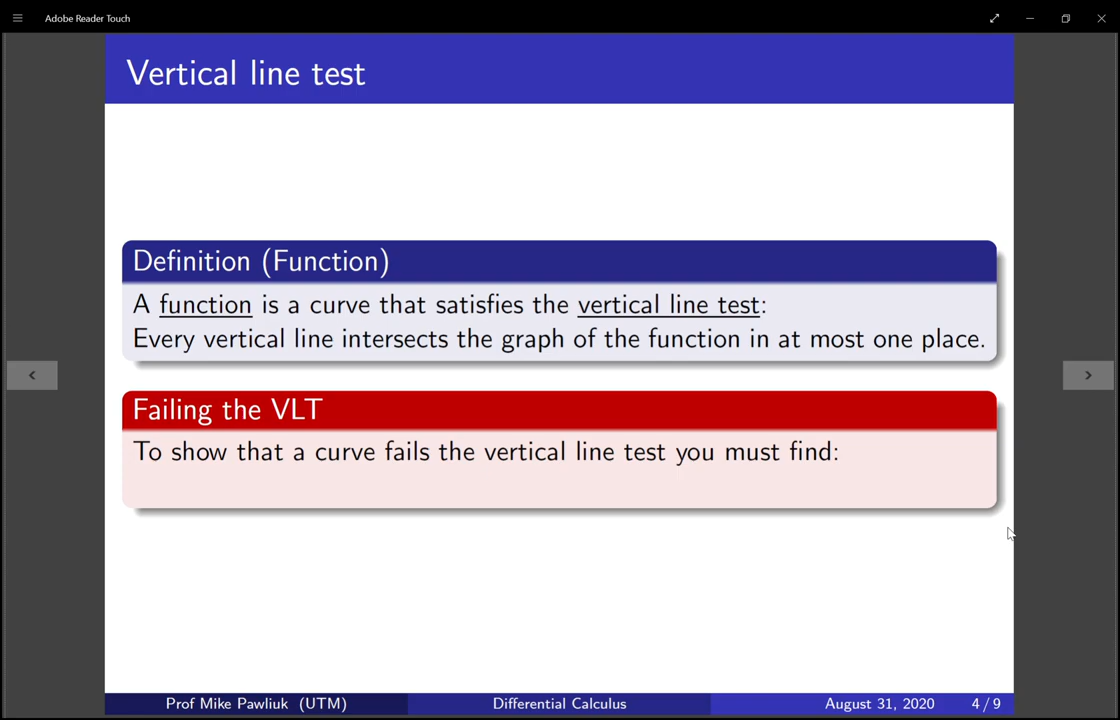 Adobe Reader Touch
Vertical line test
Definition (Function)
A function is a curve that satisfies the vertical line test:
Every vertical line intersects the graph of the function in at most one place.
Failing the VLT
To show that a curve fails the vertical line test you must find:
Prof Mike Pawliuk (UTM) Differential Calculus August 31, 2020 4 / 9